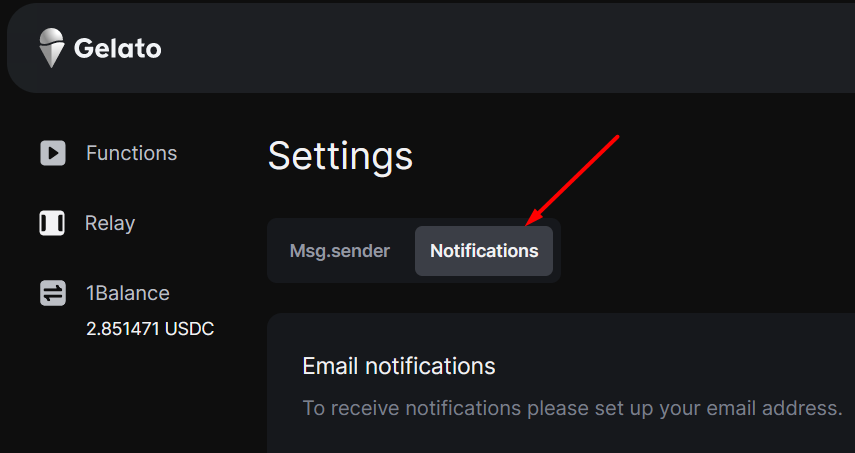 Gelato
Functions
Relay
1Balance
2.851471 USDC
Settings
Msg.sender
Notifications
Email notifications
To receive notifications please set up your email address.